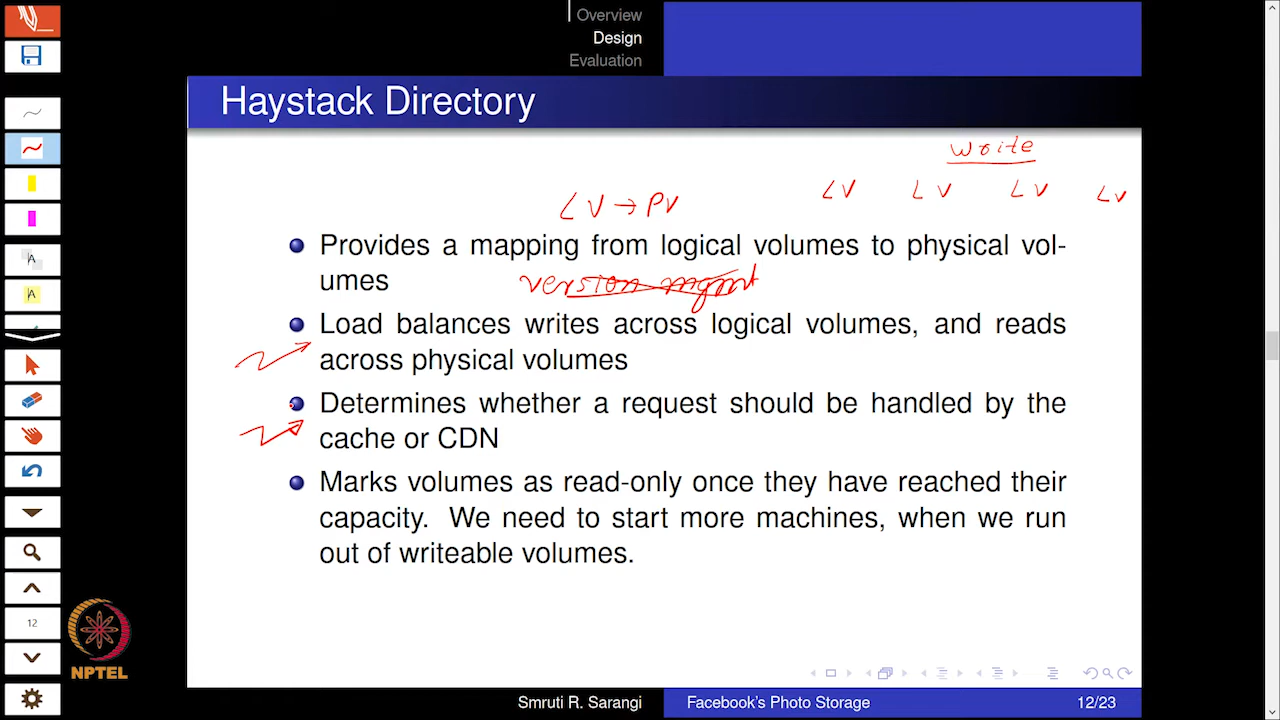 Overview
Design
Evaluation
Haystack Directory
write
LV LV LV LV
LV → PV
Provides a mapping from logical volumes to physical vol-
umes
version mgmt
Load balances writes across logical volumes, and reads
across physical volumes
Determines whether a request should be handled by the
cache or CDN
Marks volumes as read-only once they have reached their
capacity. We need to start more machines, when we run
out of writeable volumes.
A
A
12
NPTEL
Smruti R. Sarangi Facebook's Photo Storage 12/23